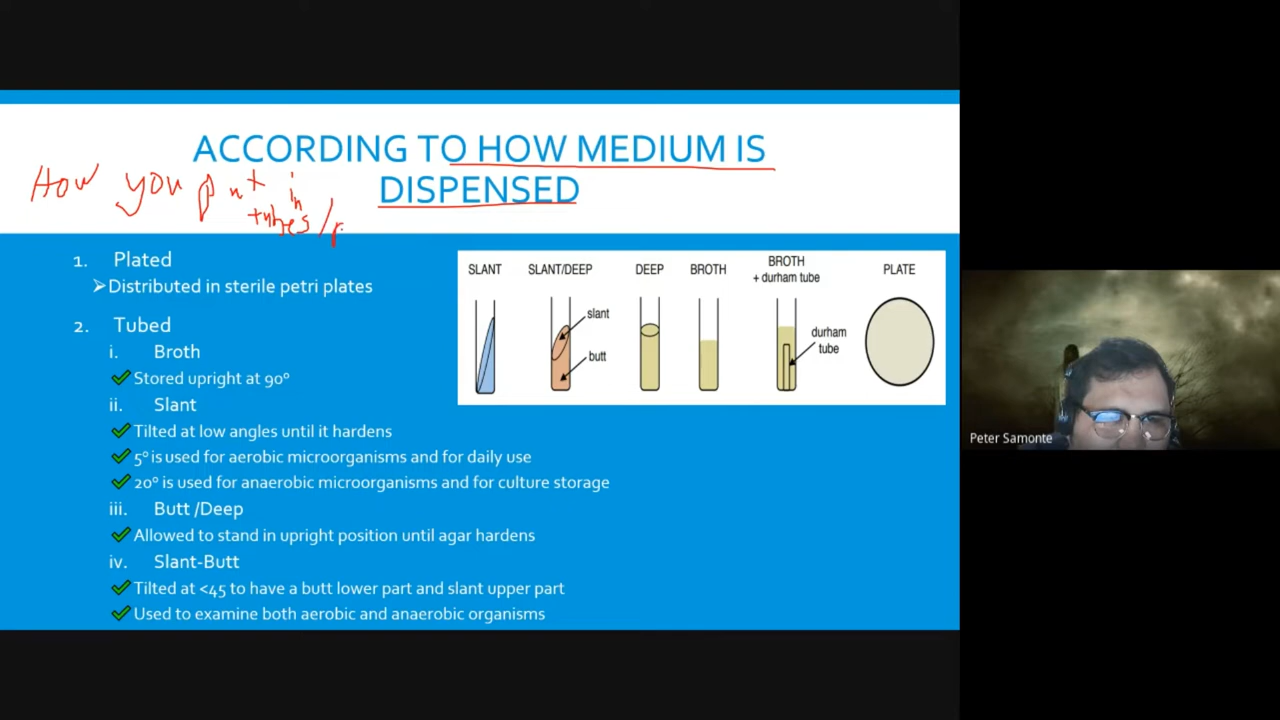 ACCORDING TO HOW MEDIUM IS
DISPENSED
How you put in
tubes/p
1. Plated
➢Distributed in sterile petri plates
2. Tubed
i. Broth
✔Stored upright at 90°
ii. Slant
✔Tilted at low angles until it hardens
✔5° is used for aerobic microorganisms and for daily use
✔20° is used for anaerobic microorganisms and for culture storage
iii. Butt /Deep
✔Allowed to stand in upright position until agar hardens
iv. Slant-Butt
✔Tilted at <45 to have a butt lower part and slant upper part
✔Used to examine both aerobic and anaerobic organisms
SLANT
SLANT/DEEP
slant
butt
DEEP
BROTH
BROTH
+ durham tube
durham
tube
PLATE
Peter Samonte